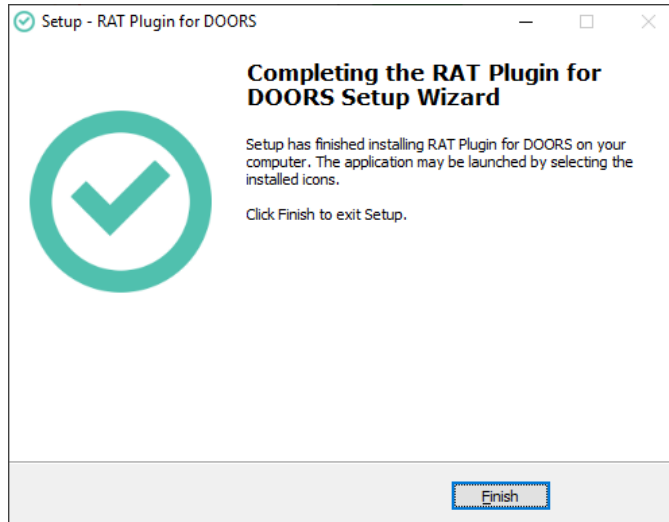 Setup - RAT Plugin for DOORS
Completing the RAT Plugin for
DOORS Setup Wizard
Setup has finished installing RAT Plugin for DOORS on your
computer. The application may be launched by selecting the
installed icons.
Click Finish to exit Setup.
Finish